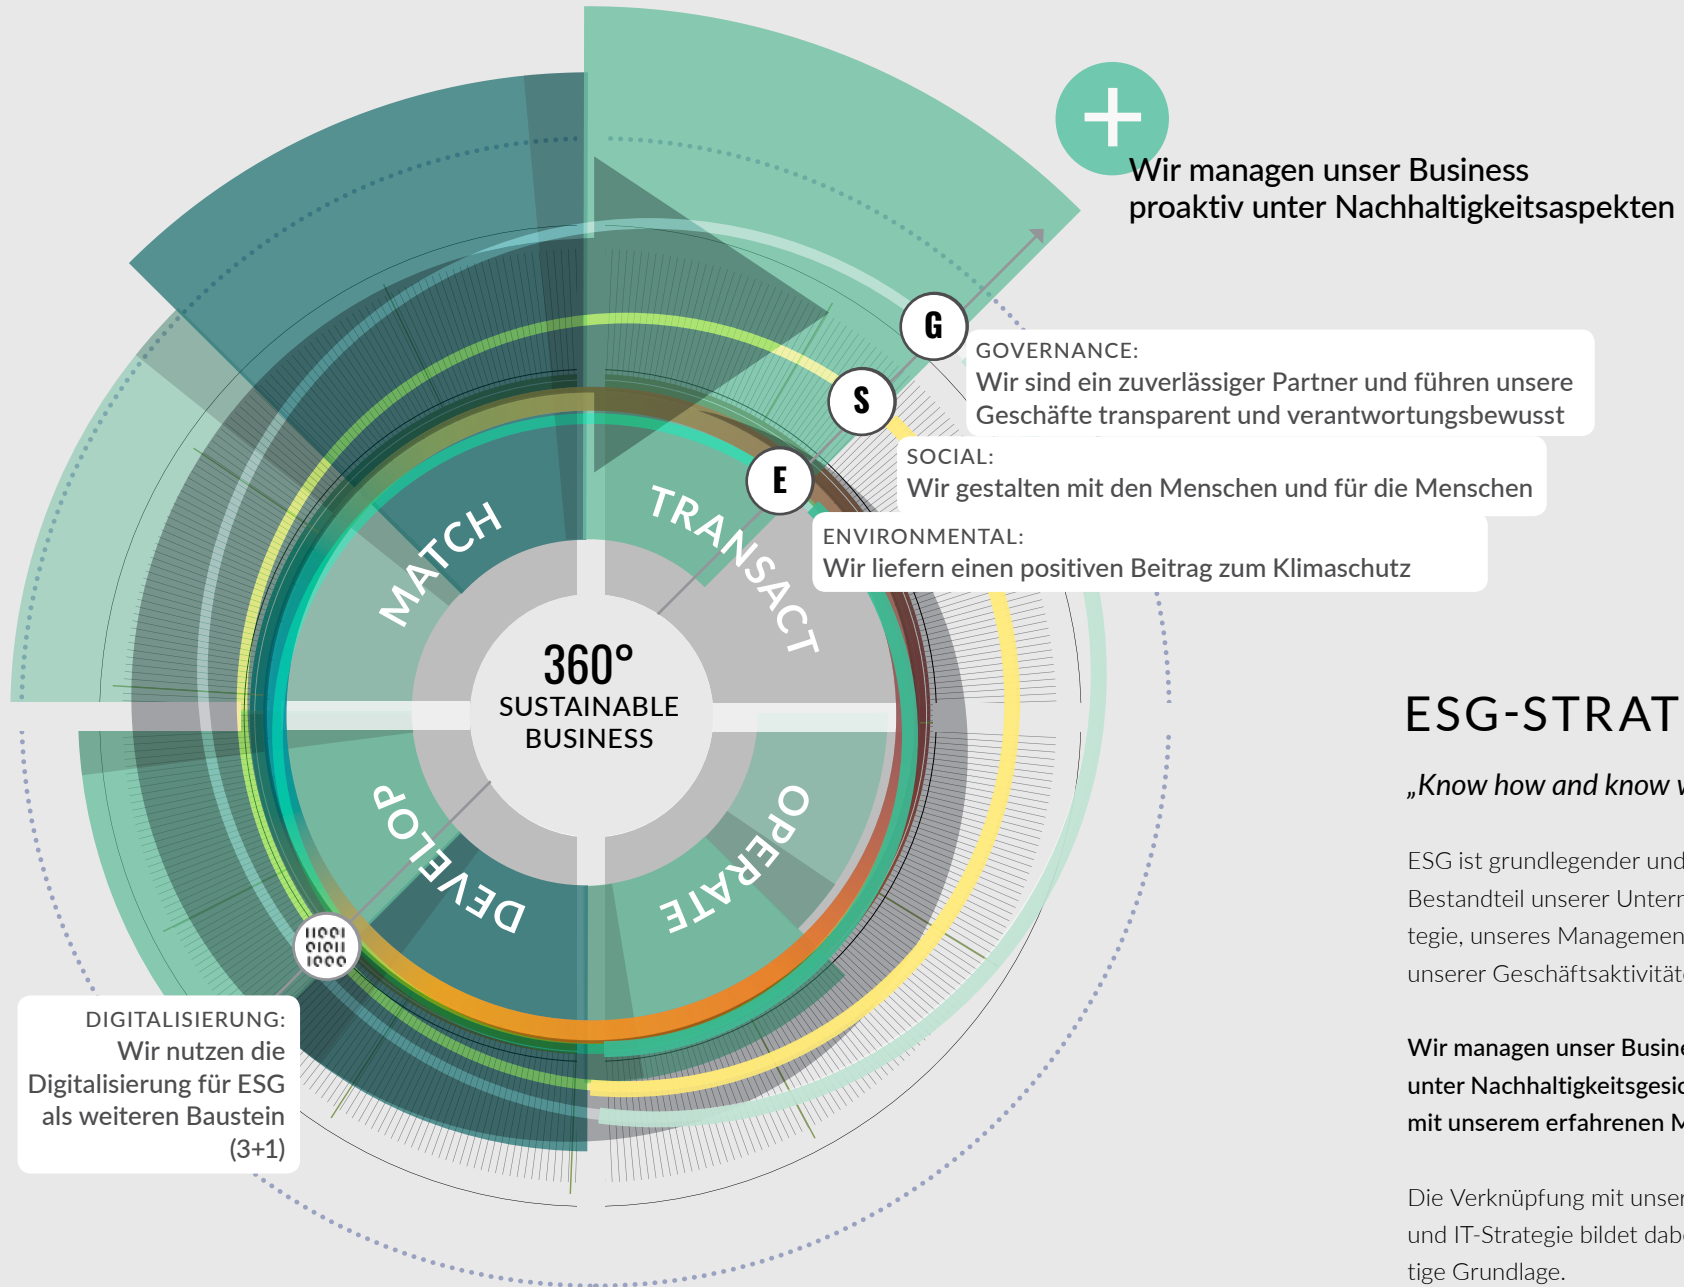 Wir managen unser Business
proaktiv unter Nachhaltigkeitsaspekten
G
GOVERNANCE:
Wir sind ein zuverlässiger Partner und führen unsere
Geschäfte transparent und verantwortungsbewusst
S
SOCIAL:
Wir gestalten mit den Menschen und für die Menschen
E
ENVIRONMENTAL:
Wir liefern einen positiven Beitrag zum Klimaschutz
MATCH
TRANSACT
360°
SUSTAINABLE
BUSINESS
DEVELOP
OPERATE
DIGITALISIERUNG:
Wir nutzen die
Digitalisierung für ESG
als weiteren Baustein
(3+1)
ESG-STRAT
„Know how and know
ESG ist grundlegender und
Bestandteil unserer Untern
tegie, unseres Managemen
unserer Geschäftsaktivität
Wir managen unser Busine
unter Nachhaltigkeitsgesic
mit unserem erfahrenen M
Die Verknüpfung mit unser
und IT-Strategie bildet dab
tige Grundlage.